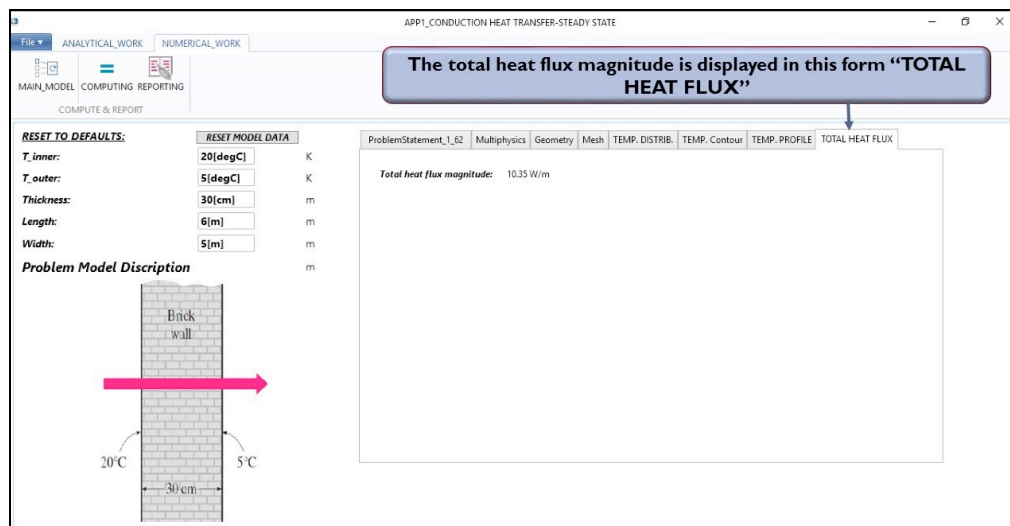 APP1_CONDUCTION HEAT TRANSFER-STEADY STATE
File ANALYTICAL_WORK NUMERICAL_WORK
MAIN_MODEL COMPUTING REPORTING
COMPUTE & REPORT
The total heat flux magnitude is displayed in this form “TOTAL
HEAT FLUX”
RESET TO DEFAULTS: RESET MODEL DATA
T_inner: 20[degC] K
T_outer: 5[degC] K
Thickness: 30[cm] m
Length: 6[m] m
Width: 5[m] m
Problem Model Discription m
Brick
wall
20°C 5°C
30 cm
ProblemStatement_1_62 Multiphysics Geometry Mesh TEMP. DISTRIB. TEMP. Contour TEMP. PROFILE TOTAL HEAT FLUX
Total heat flux magnitude: 10.35 W/m